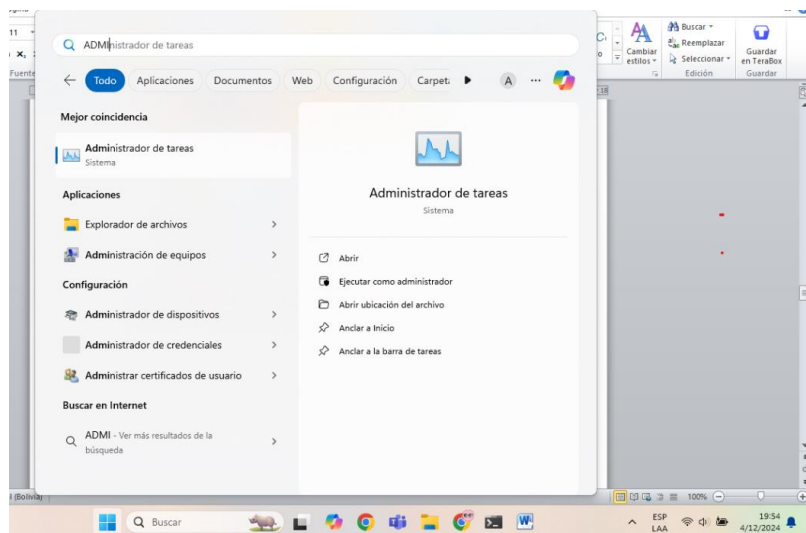 11
ADMInistrador de tareas
Buscar
Reemplazar
Seleccionar
Edición
Cambiar
estilos
Guardar
en TeraBox
Guardar
Fuente
Todo Aplicaciones Documentos Web Configuración Carpet A ...
Mejor coincidencia
Administrador de tareas
Sistema
Aplicaciones
Explorador de archivos
Administración de equipos
Configuración
Administrador de dispositivos
Administrador de credenciales
Administrar certificados de usuario
Buscar en Internet
ADMI - Ver más resultados de la
búsqueda
Administrador de tareas
Sistema
Abrir
Ejecutar como administrador
Abrir ubicación del archivo
Anclar a Inicio
Anclar a la barra de tareas
18
(Bolivia)
100%
Buscar
W
ESP
LAA
19:54
4/12/2024